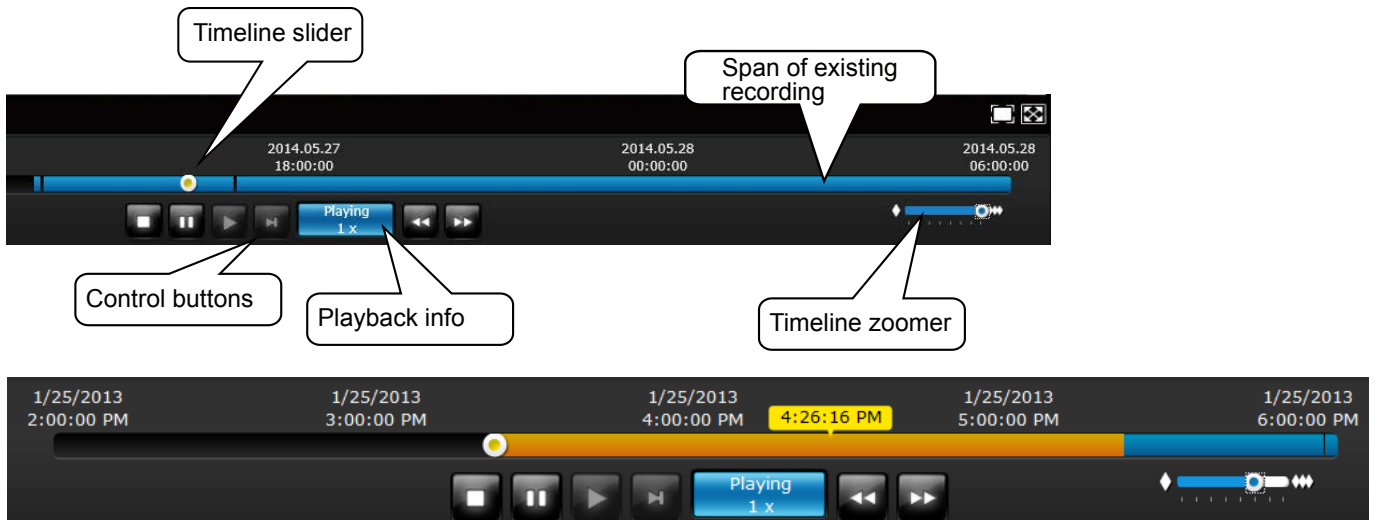 Timeline slider
Span of existing
recording
2014.05.27
18:00:00
2014.05.28
00:00:00
2014.05.28
06:00:00
Playing
1 x
Control buttons
Playback info
Timeline zoomer
1/25/2013
2:00:00 PM
1/25/2013
3:00:00 PM
1/25/2013
4:00:00 PM
4:26:16 PM
1/25/2013
5:00:00 PM
1/25/2013
6:00:00 PM
Playing
1 x